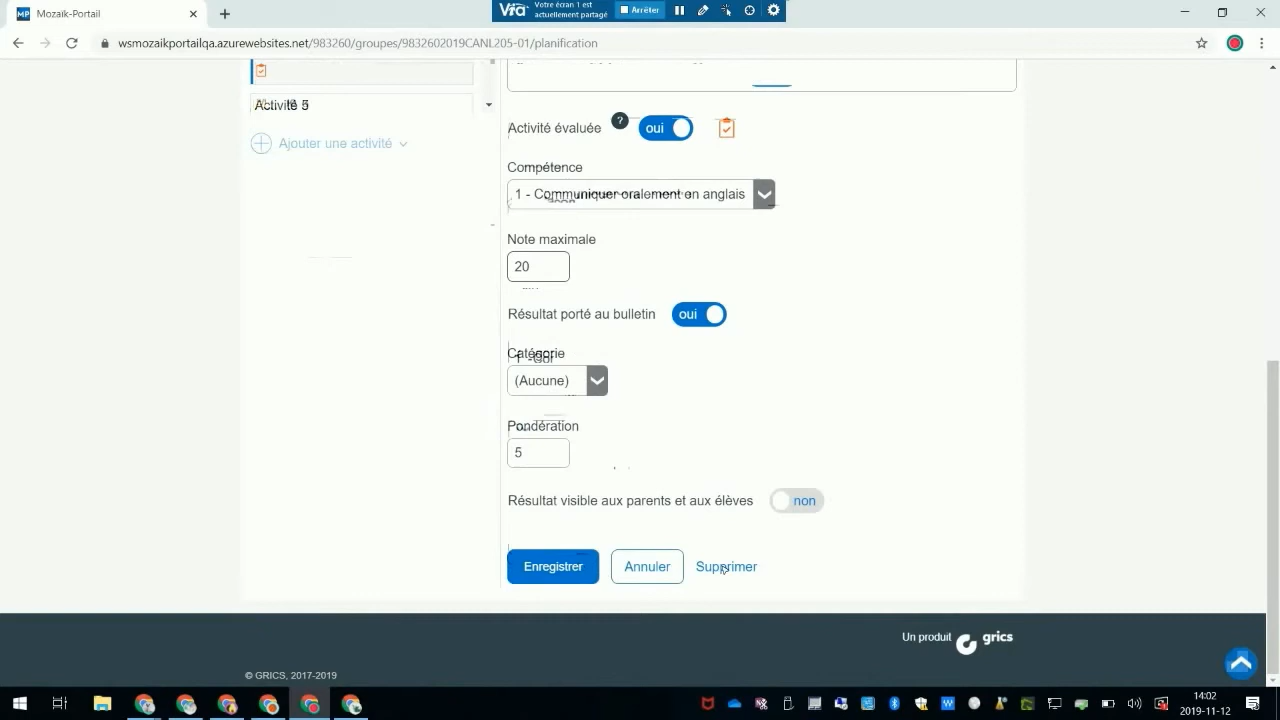 Mozaïk-Portail
Via
Votre écran 1 est
actuellement partagé
Arrêter
wsmozaikportailqa.azurewebsites.net/983260/groupes/9832602019CANL205-01/planification
Activité 5
Ajouter une activité
Activité évaluée
?
oui
Compétence
1 - Communiquer oralement en anglais
Note maximale
20
Résultat porté au bulletin
oui
Catégorie
(Aucune)
Pondération
5
Résultat visible aux parents et aux élèves
non
Enregistrer
Annuler
Supprimer
Un produit
grics
© GRICS, 2017-2019
14:02
2019-11-12